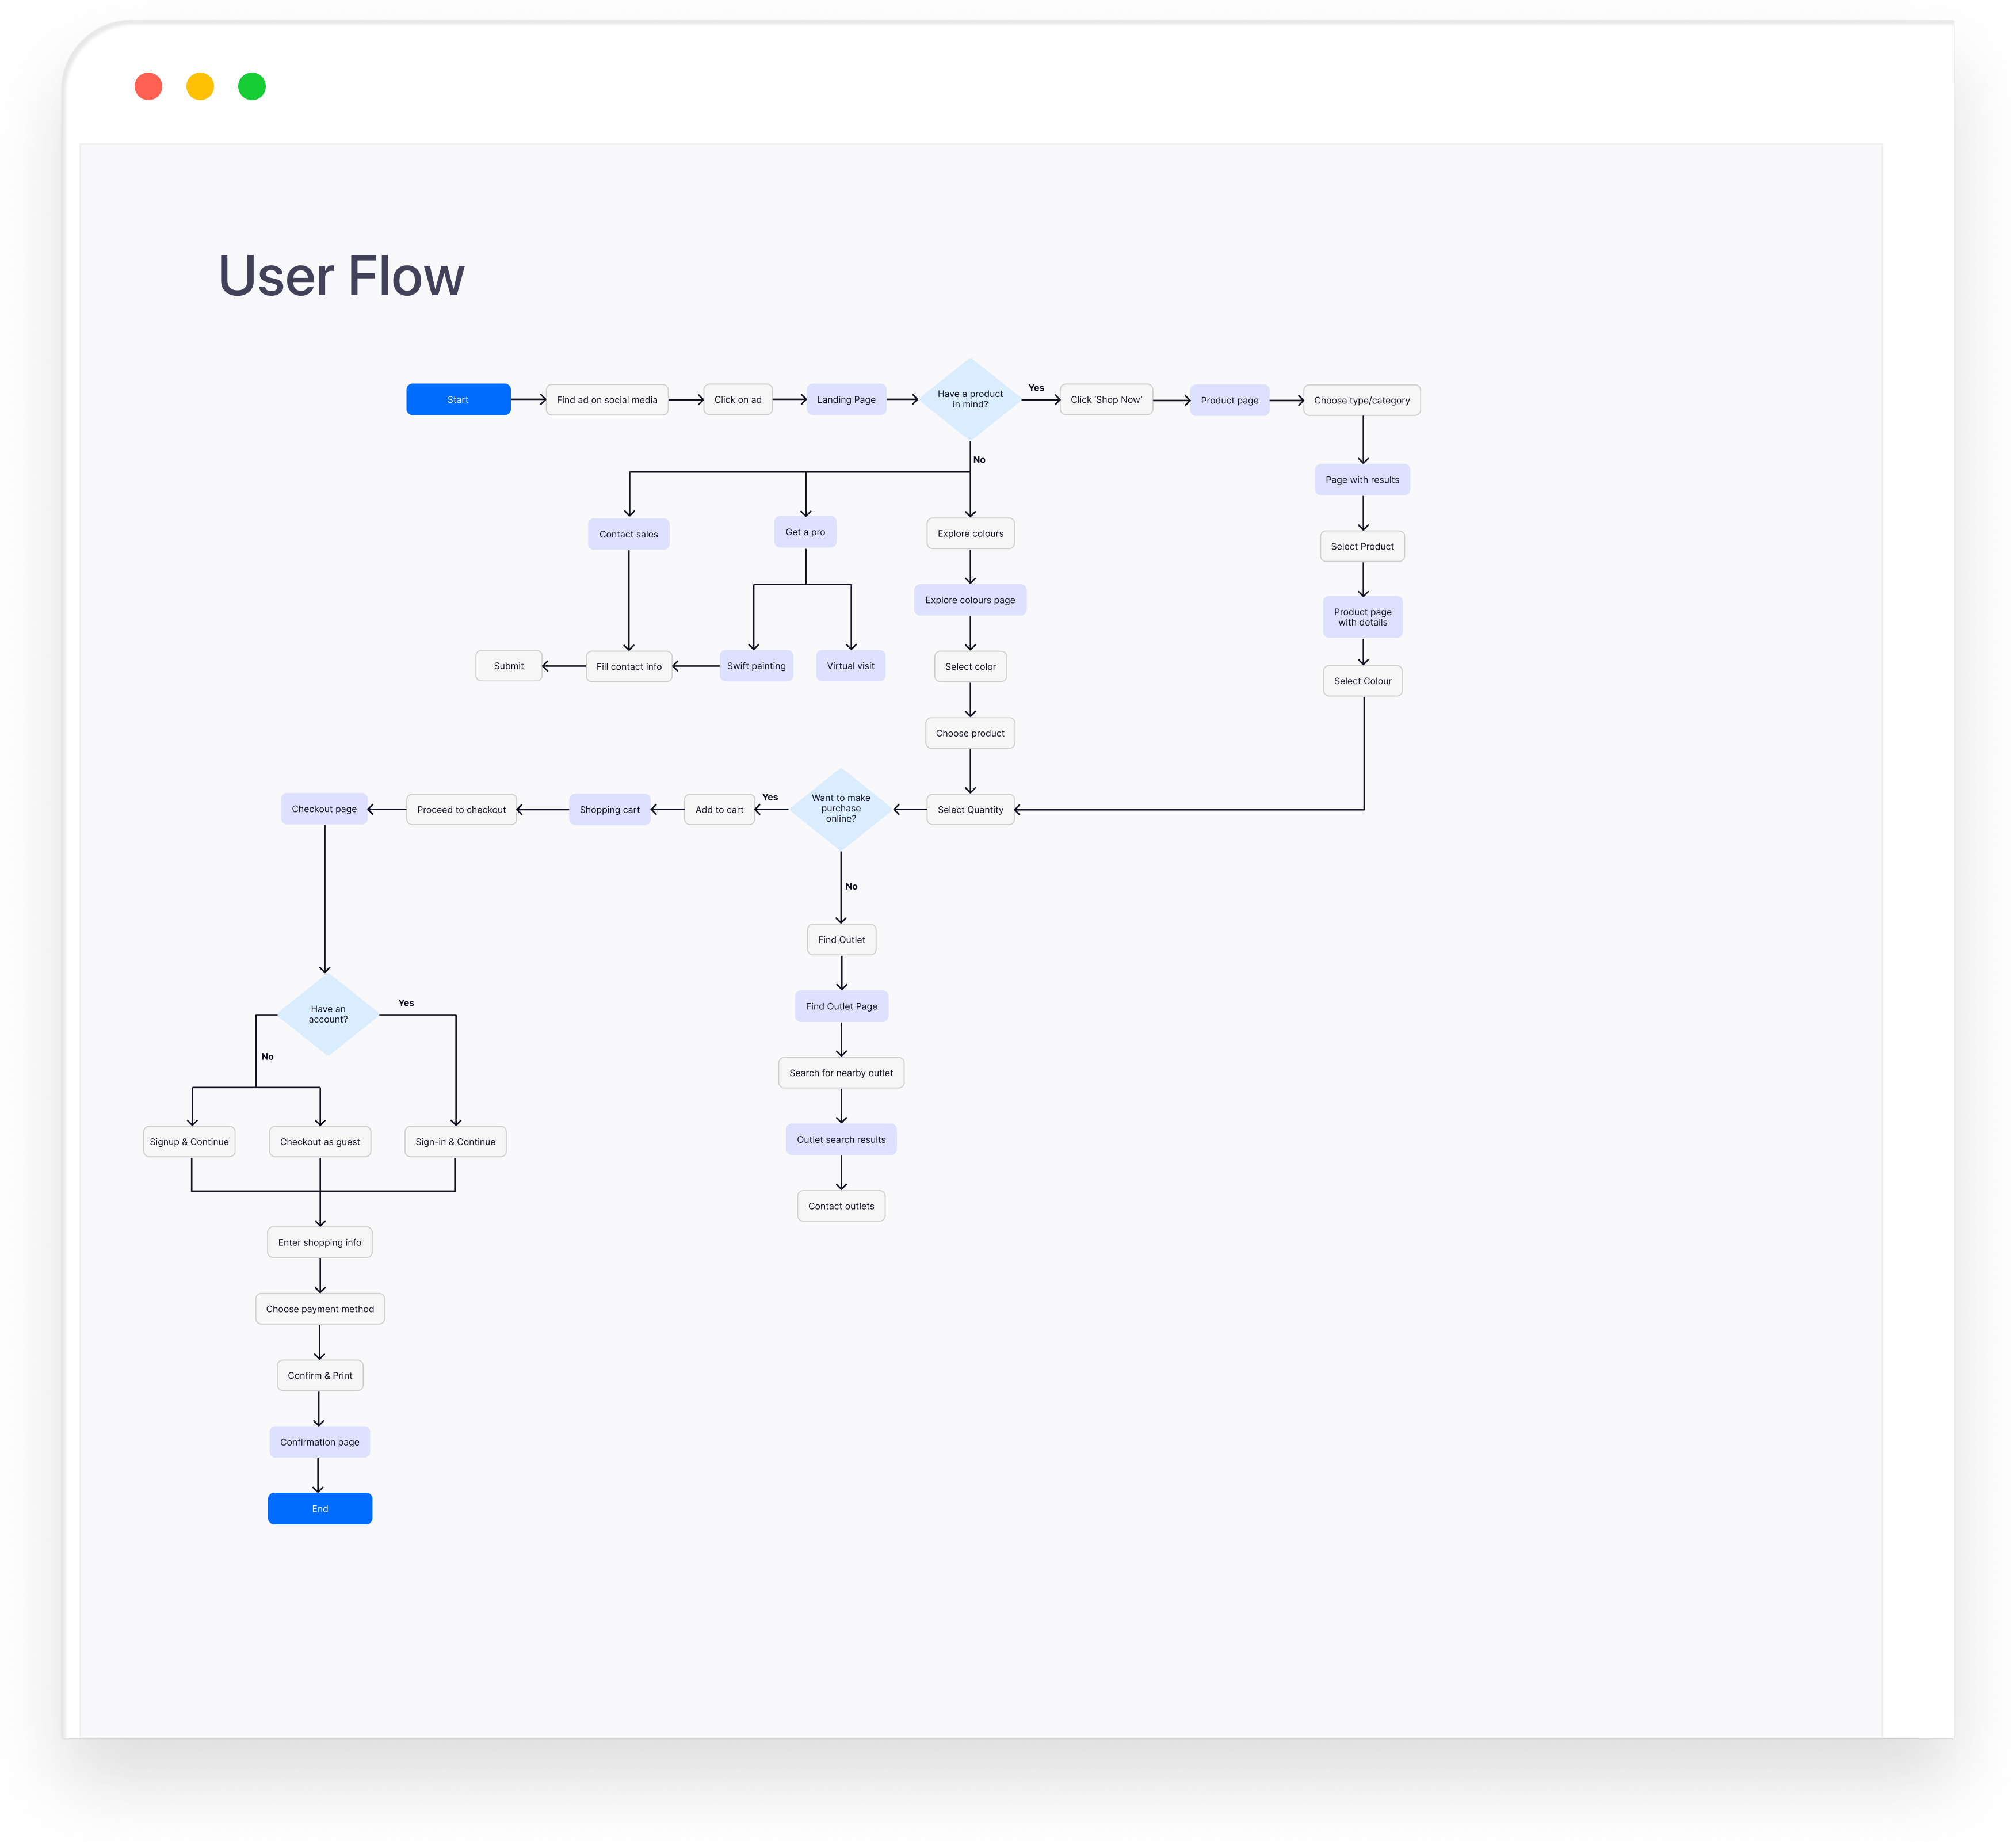 User Flow
Start
Find ad on social media
Click on ad
Landing Page
Have a product
in mind?
Yes
Click ‘Shop Now’
Product page
Choose type/category
No
Page with results
Contact sales
Get a pro
Explore colours
Select Product
Explore colours page
Product page
with details
Submit
Fill contact info
Swift painting
Virtual visit
Select color
Select Colour
Choose product
Checkout page
Proceed to checkout
Shopping cart
Add to cart
Yes
Want to make
purchase
online?
Select Quantity
No
Find Outlet
Find Outlet Page
Have an
account?
Yes
No
Search for nearby outlet
Signup & Continue
Checkout as guest
Sign-in & Continue
Outlet search results
Contact outlets
Enter shopping info
Choose payment method
Confirm & Print
Confirmation page
End